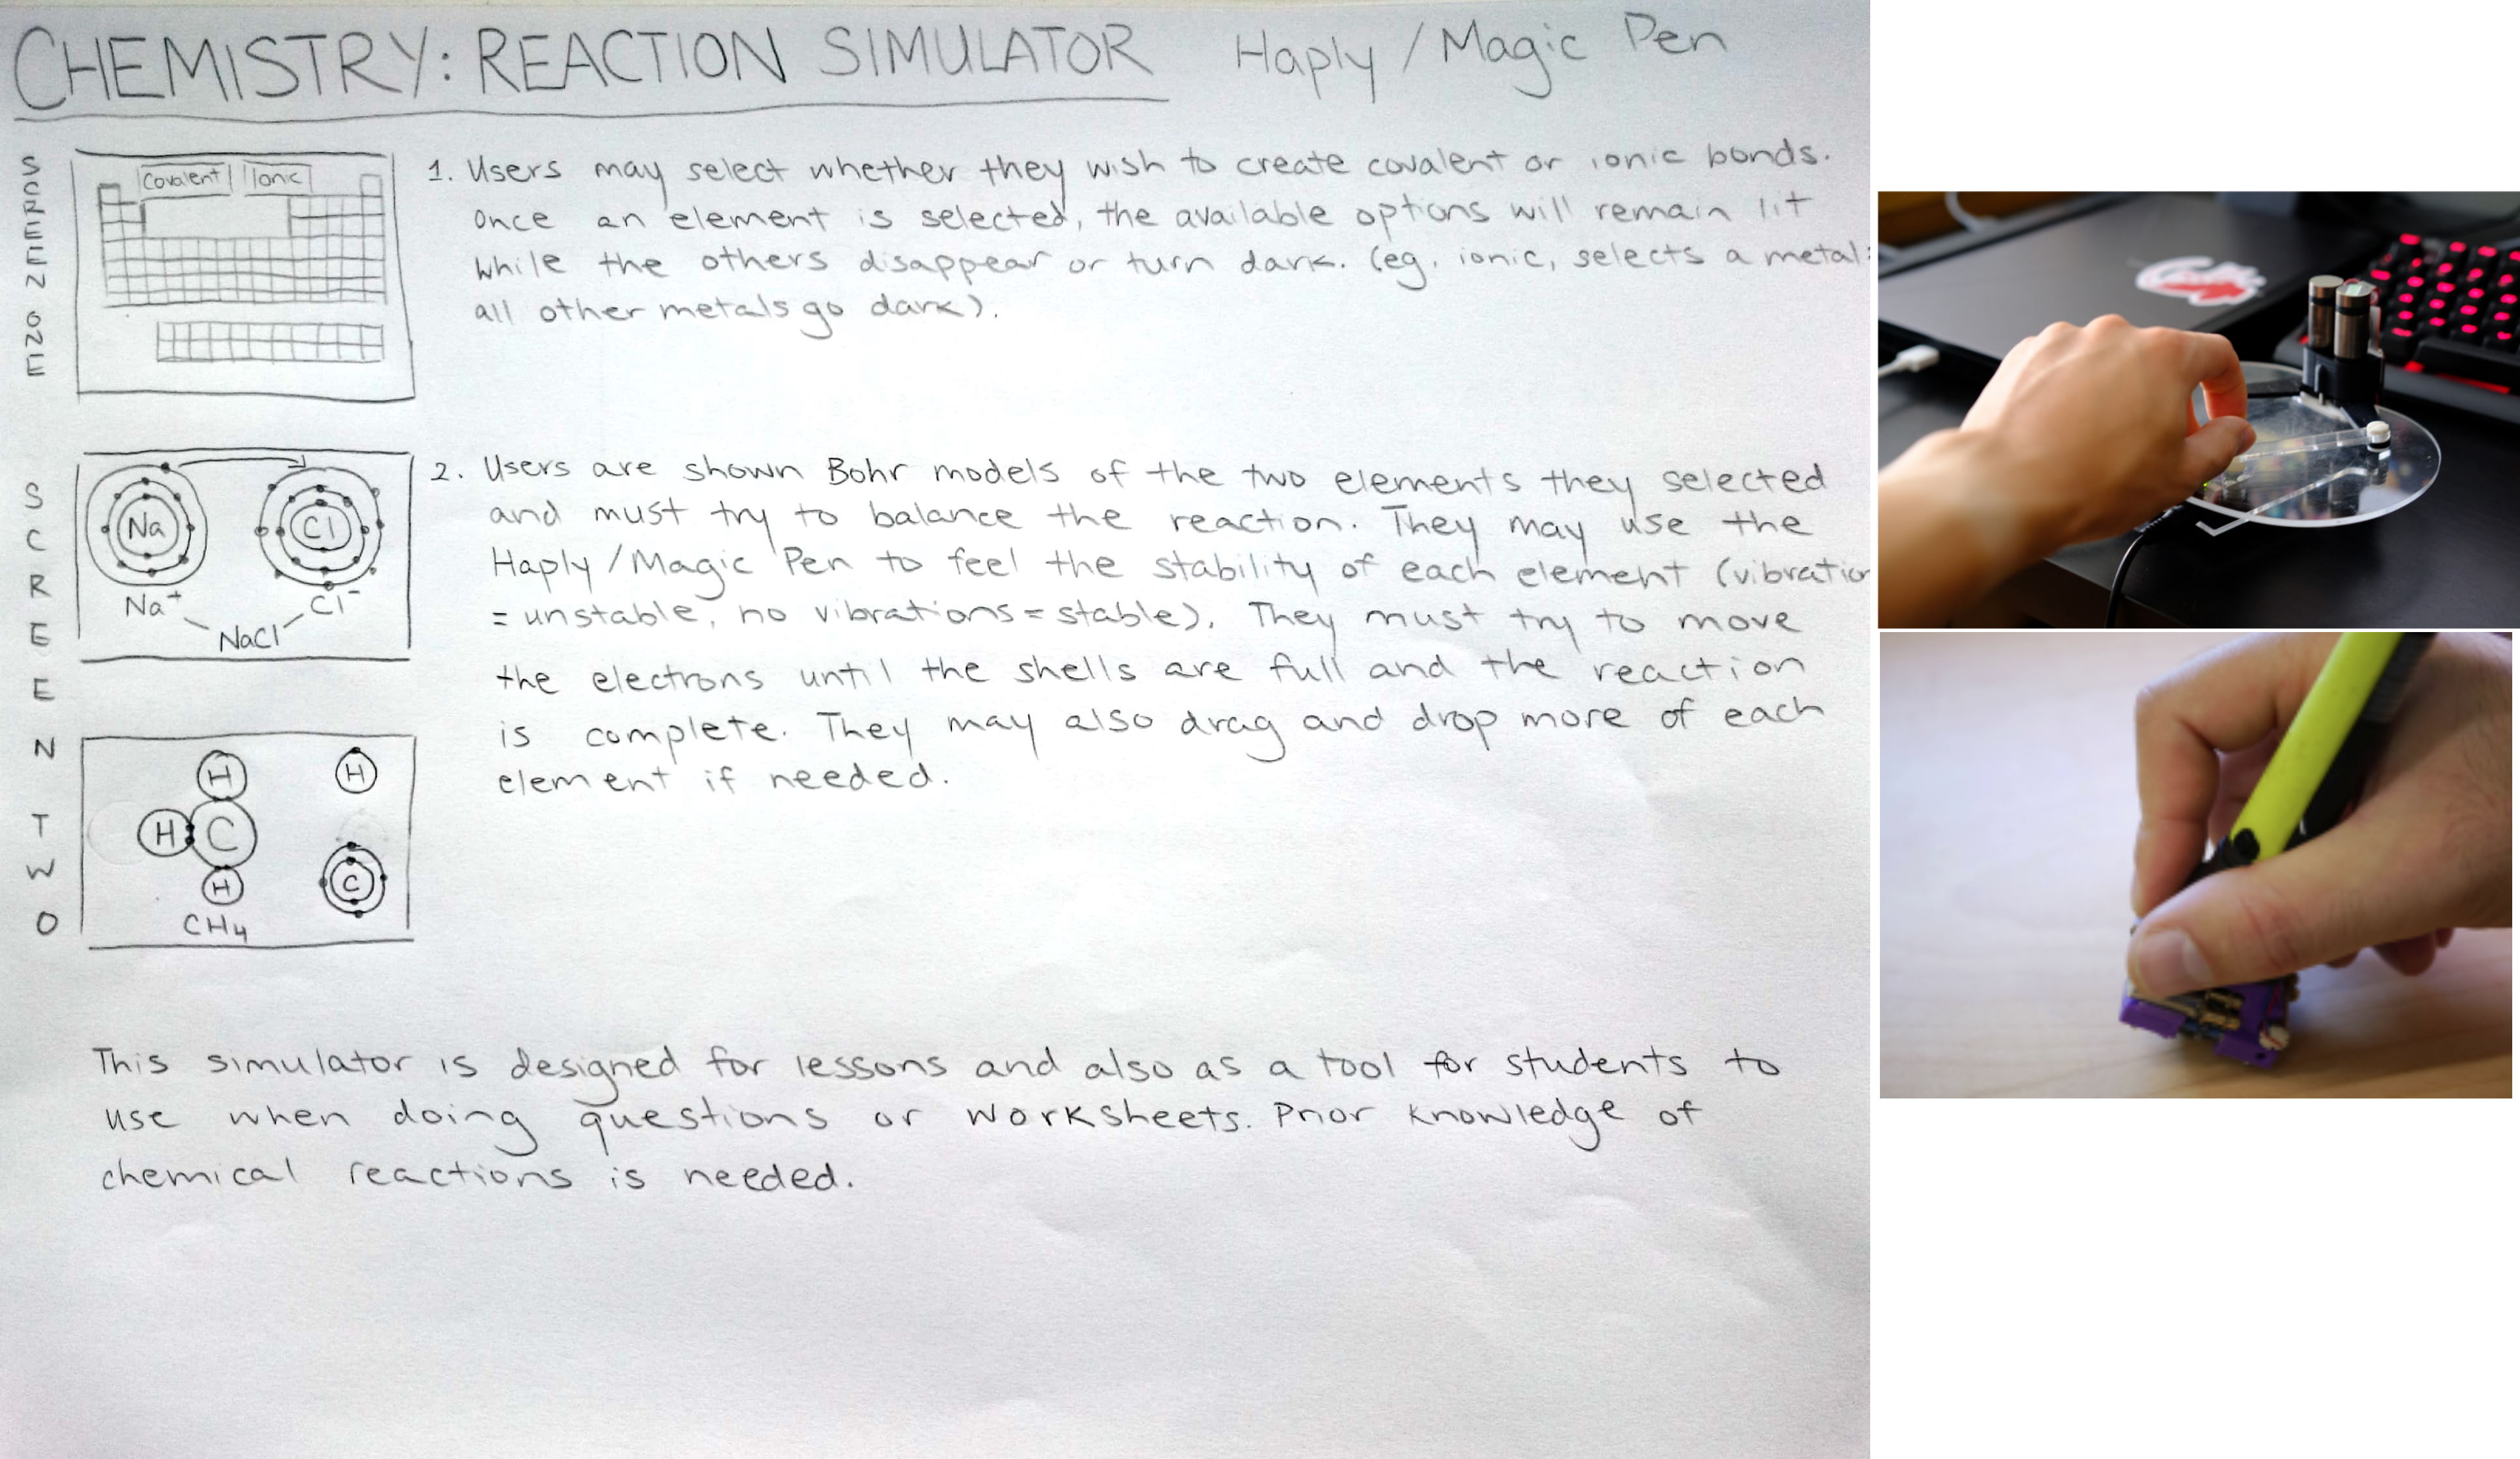 CHEMISTRY: REACTION SIMULATOR Haply / Magic Pen
SCREEN ONE
Covalent Ionic
1. Users may select whether they wish to create covalent or ionic bonds.
Once an element is selected, the available options will remain lit
while the others disappear or turn dark. (eg. ionic, selects a metal:
all other metals go dark).
SCREEN TWO
Na Cl
Na+ Cl-
NaCl
2. Users are shown Bohr models of the two elements they selected
and must try to balance the reaction. They may use the
Haply / Magic Pen to feel the stability of each element (vibration
= unstable, no vibrations = stable). They must try to move
the electrons until the shells are full and the reaction
is complete. They may also drag and drop more of each
element if needed.
H H
H C
H C
CH4
This simulator is designed for lessons and also as a tool for students to
use when doing questions or worksheets. Prior knowledge of
chemical reactions is needed.